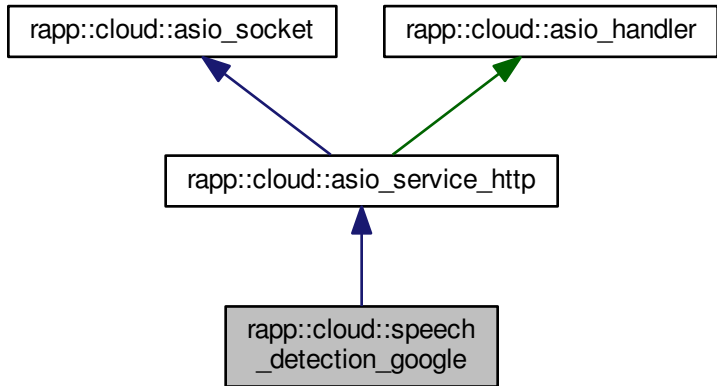 rapp::cloud::asio_socket
rapp::cloud::asio_handler
rapp::cloud::asio_service_http
rapp::cloud::speech
_detection_google